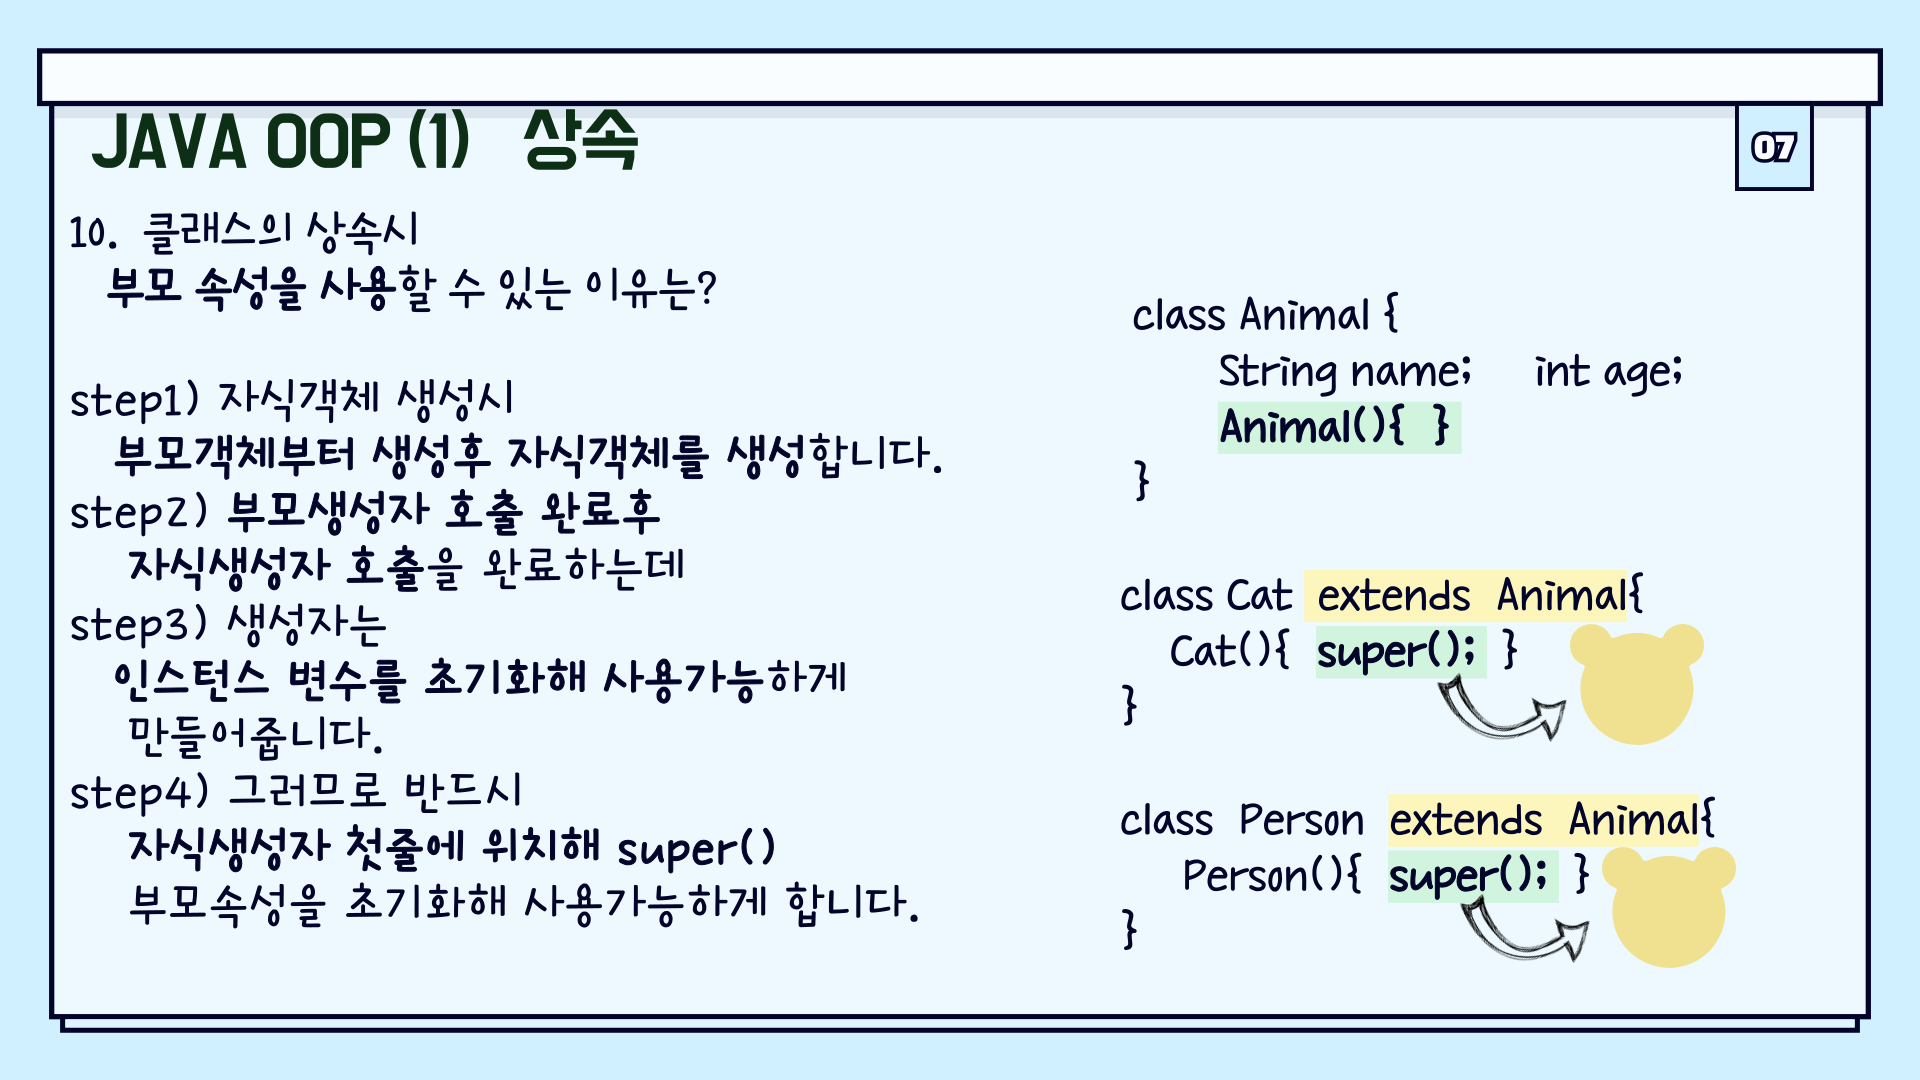 JAVA OOP (1) 상속
07
10. 클래스의 상속시
부모 속성을 사용할 수 있는 이유는?
step1) 자식객체 생성시
부모객체부터 생성후 자식객체를 생성합니다.
step2) 부모생성자 호출 완료후
자식생성자 호출을 완료하는데
step3) 생성자는
인스턴스 변수를 초기화해 사용가능하게
만들어줍니다.
step4) 그러므로 반드시
자식생성자 첫줄에 위치해 super()
부모속성을 초기화해 사용가능하게 합니다.
class Animal {
String name; int age;
Animal(){ }
}
class Cat extends Animal{
Cat(){ super(); }
}
class Person extends Animal{
Person(){ super(); }
}